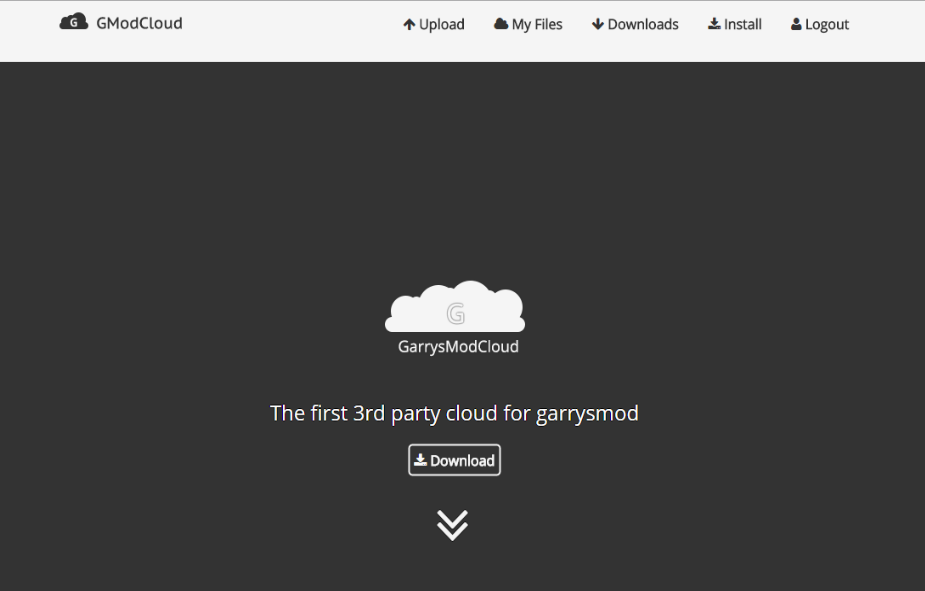 G GModCloud Upload My Files Downloads Install Logout
G
GarrysModCloud
The first 3rd party cloud for garrysmod
Download